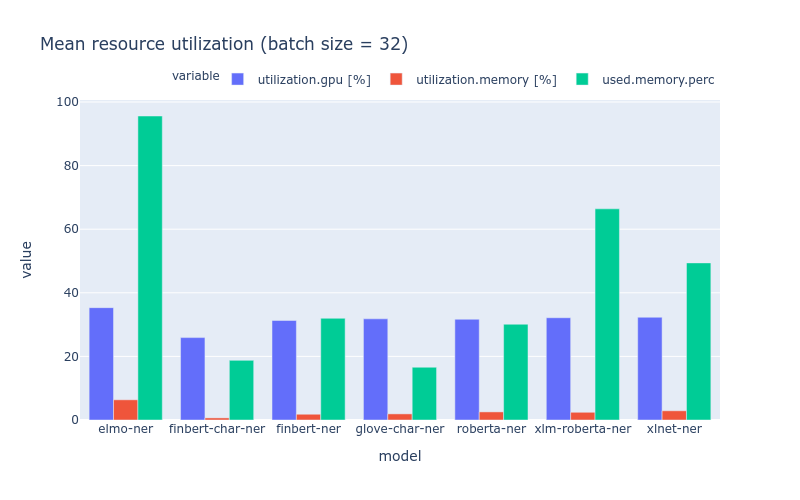 Mean resource utilization (batch size = 32)
variable utilization.gpu [%] utilization.memory [%] used.memory.perc
100
80
60
40
20
0
value
elmo-ner finbert-char-ner finbert-ner glove-char-ner roberta-ner xlm-roberta-ner xlnet-ner
model